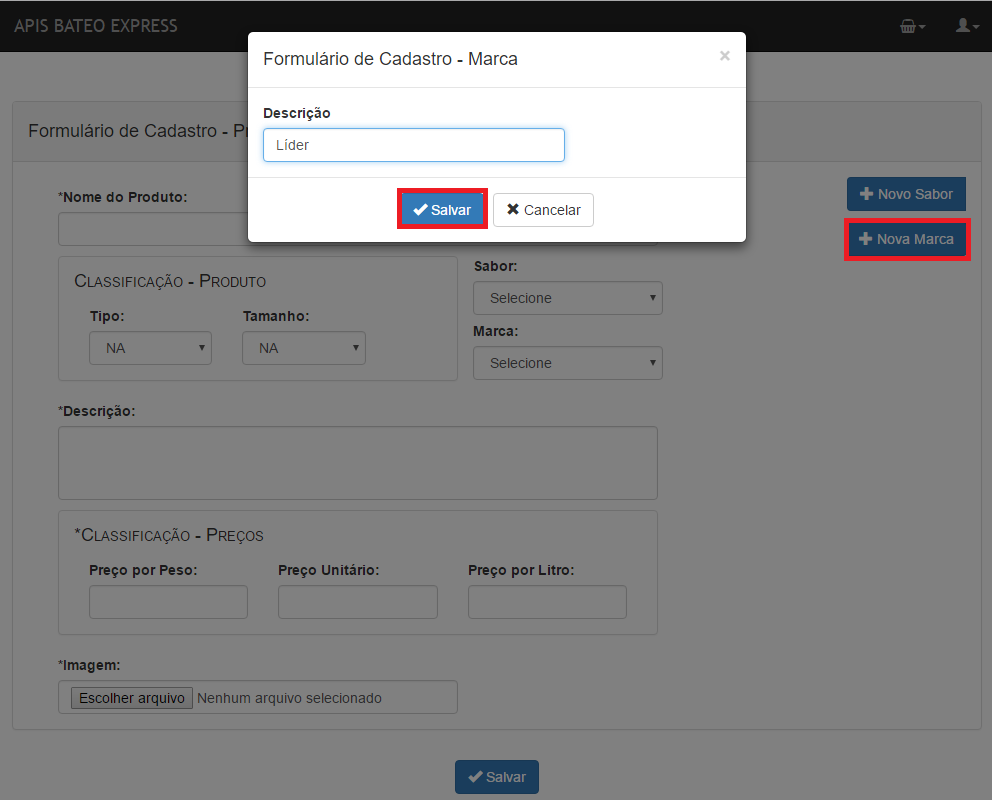 APIS BATEO EXPRESS
Formulário de Cadastro - Marca
×
Descrição
Líder
Salvar
Cancelar
Formulário de Cadastro - Pr
*Nome do Produto:
Novo Sabor
Nova Marca
CLASSIFICAÇÃO - PRODUTO
Tipo:
Tamanho:
NA
NA
Sabor:
Selecione
Marca:
Selecione
*Descrição:
*CLASSIFICAÇÃO - PREÇOS
Preço por Peso:
Preço Unitário:
Preço por Litro:
*Imagem:
Escolher arquivo Nenhum arquivo selecionado
Salvar